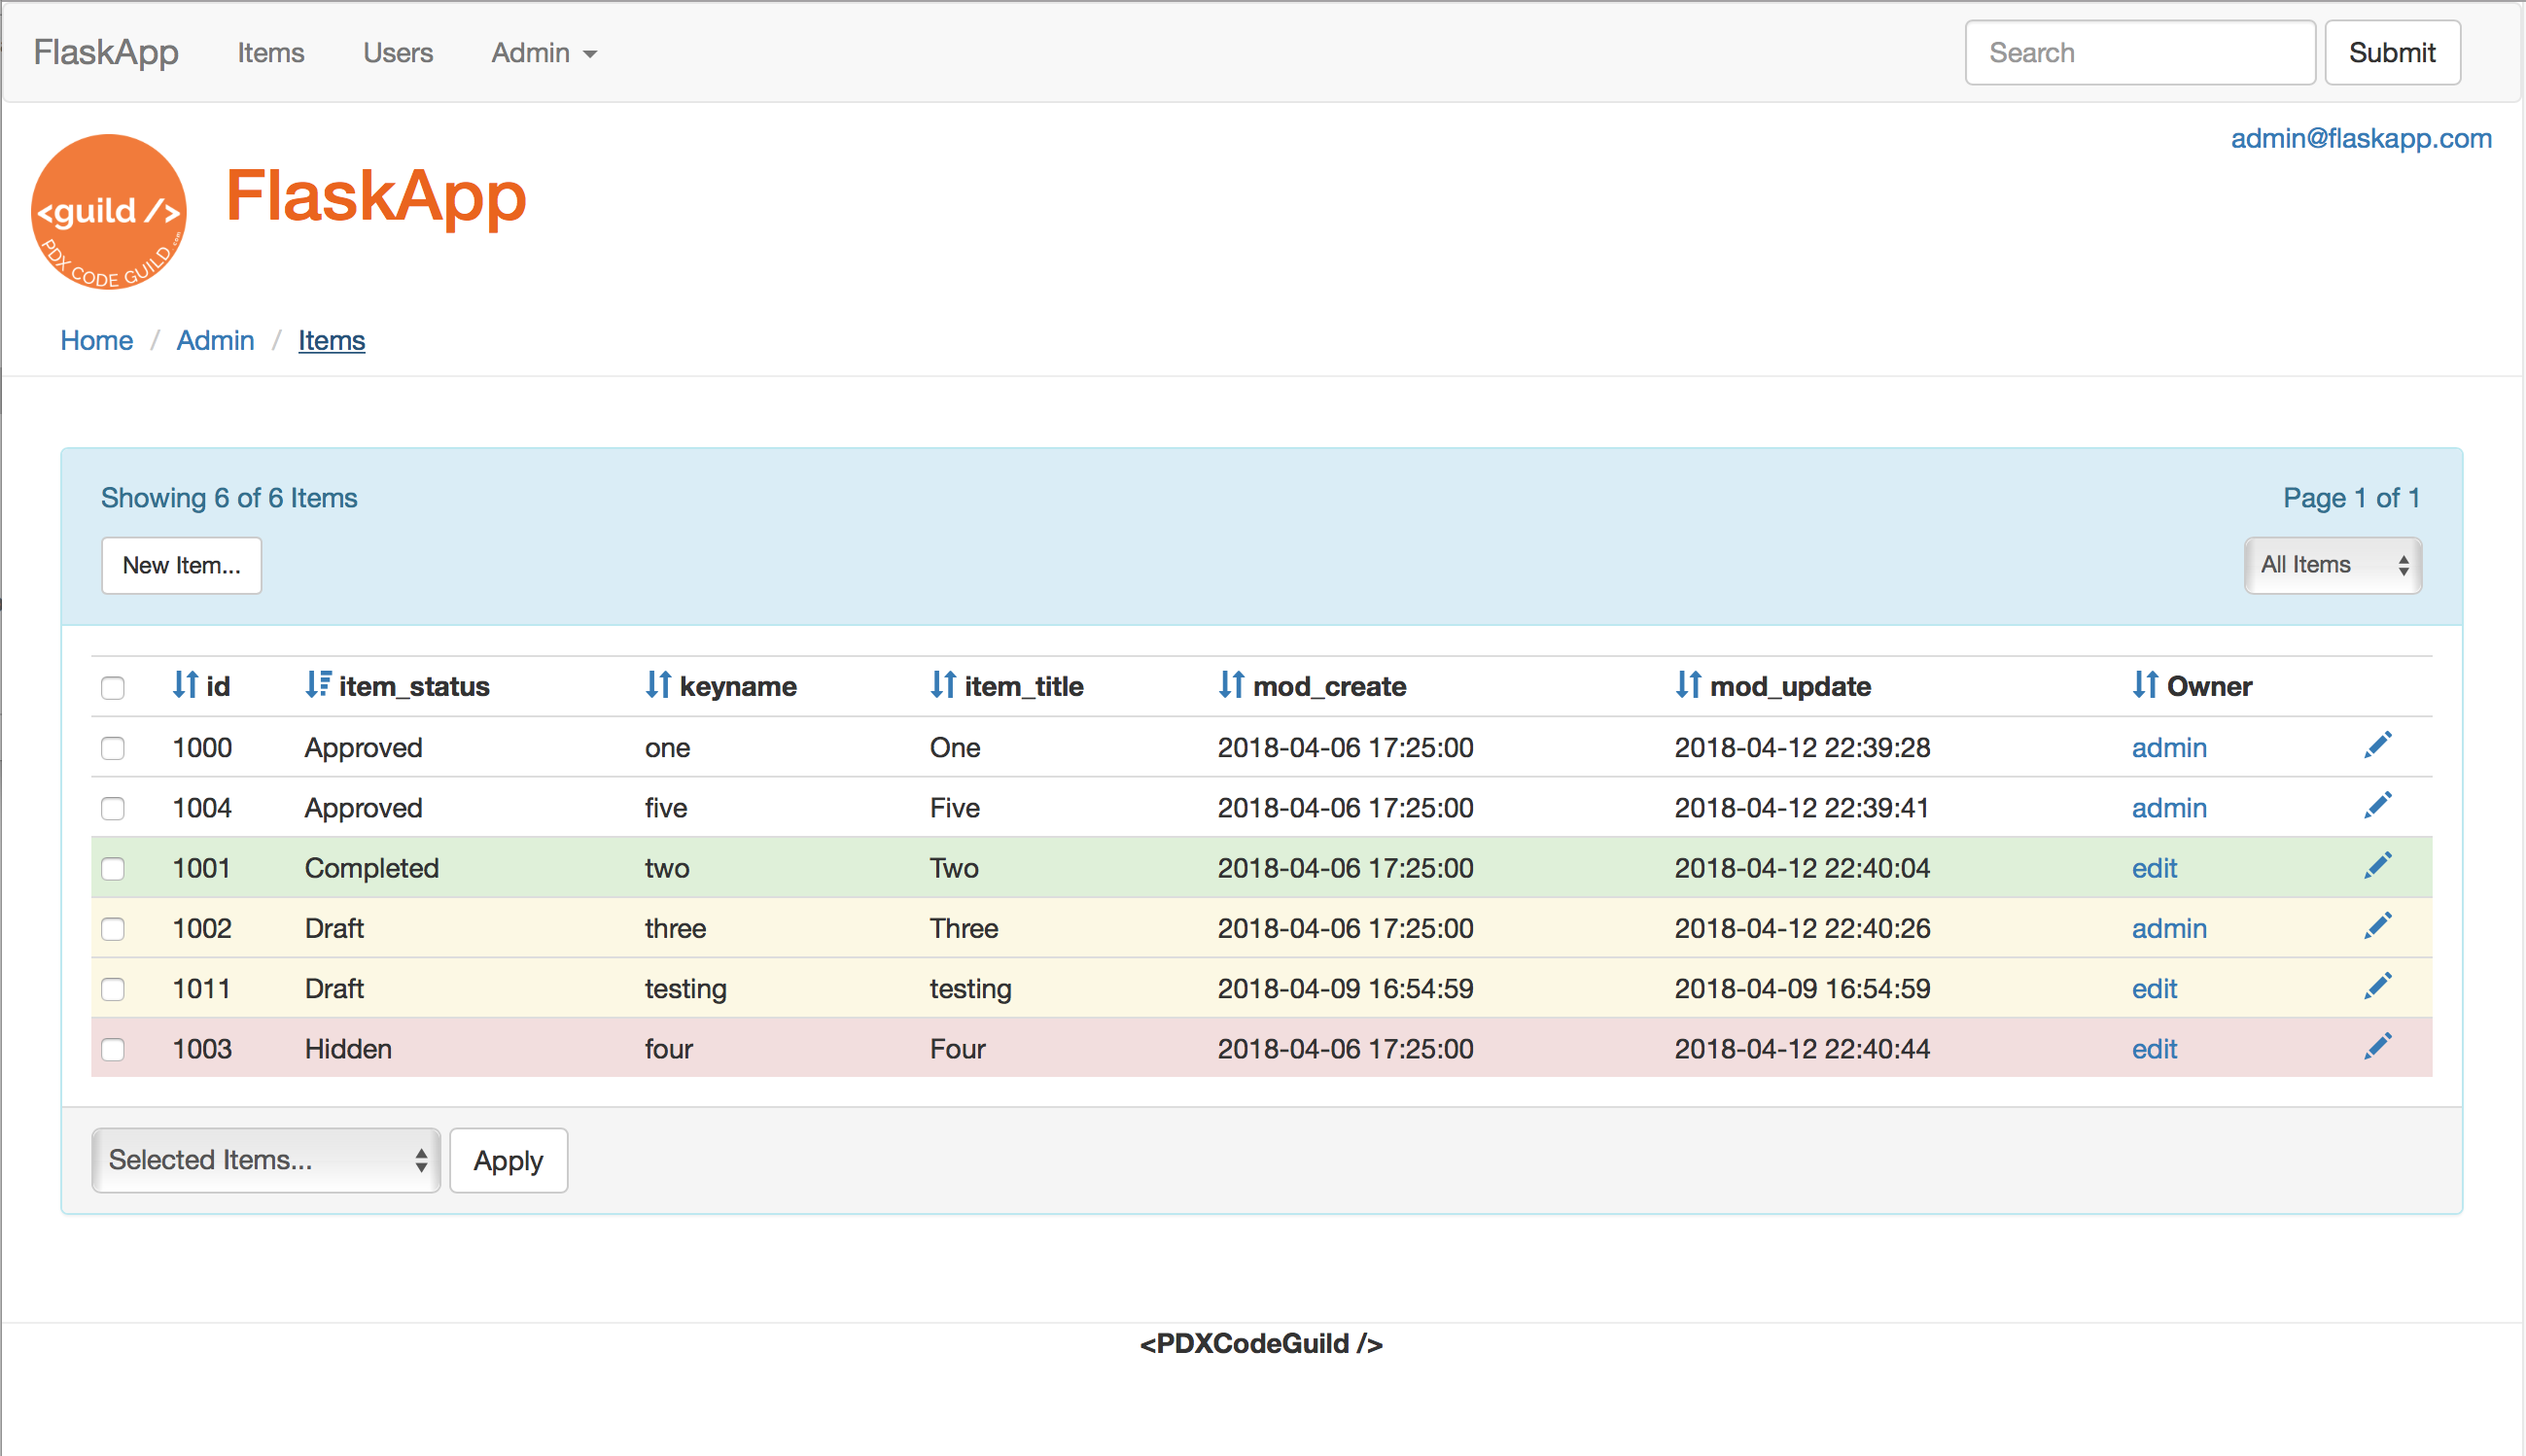 FlaskApp Items Users Admin Search Submit
admin@flaskapp.com
<guild />
PDX CODE GUILD .com
FlaskApp
Home / Admin / Items
Showing 6 of 6 Items Page 1 of 1
New Item... All Items
id item_status keyname item_title mod_create mod_update Owner
1000 Approved one One 2018-04-06 17:25:00 2018-04-12 22:39:28 admin
1004 Approved five Five 2018-04-06 17:25:00 2018-04-12 22:39:41 admin
1001 Completed two Two 2018-04-06 17:25:00 2018-04-12 22:40:04 edit
1002 Draft three Three 2018-04-06 17:25:00 2018-04-12 22:40:26 admin
1011 Draft testing testing 2018-04-09 16:54:59 2018-04-09 16:54:59 edit
1003 Hidden four Four 2018-04-06 17:25:00 2018-04-12 22:40:44 edit
Selected Items... Apply
<PDXCodeGuild />